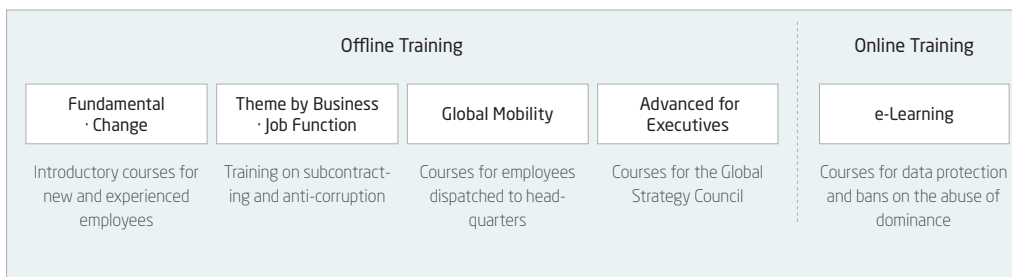 Offline Training
Online Training
Fundamental
· Change
Theme by Business
· Job Function
Global Mobility
Advanced for
Executives
e-Learning
Introductory courses for
new and experienced
employees
Training on subcontract-
ing and anti-corruption
Courses for employees
dispatched to head-
quarters
Courses for the Global
Strategy Council
Courses for data protection
and bans on the abuse of
dominance